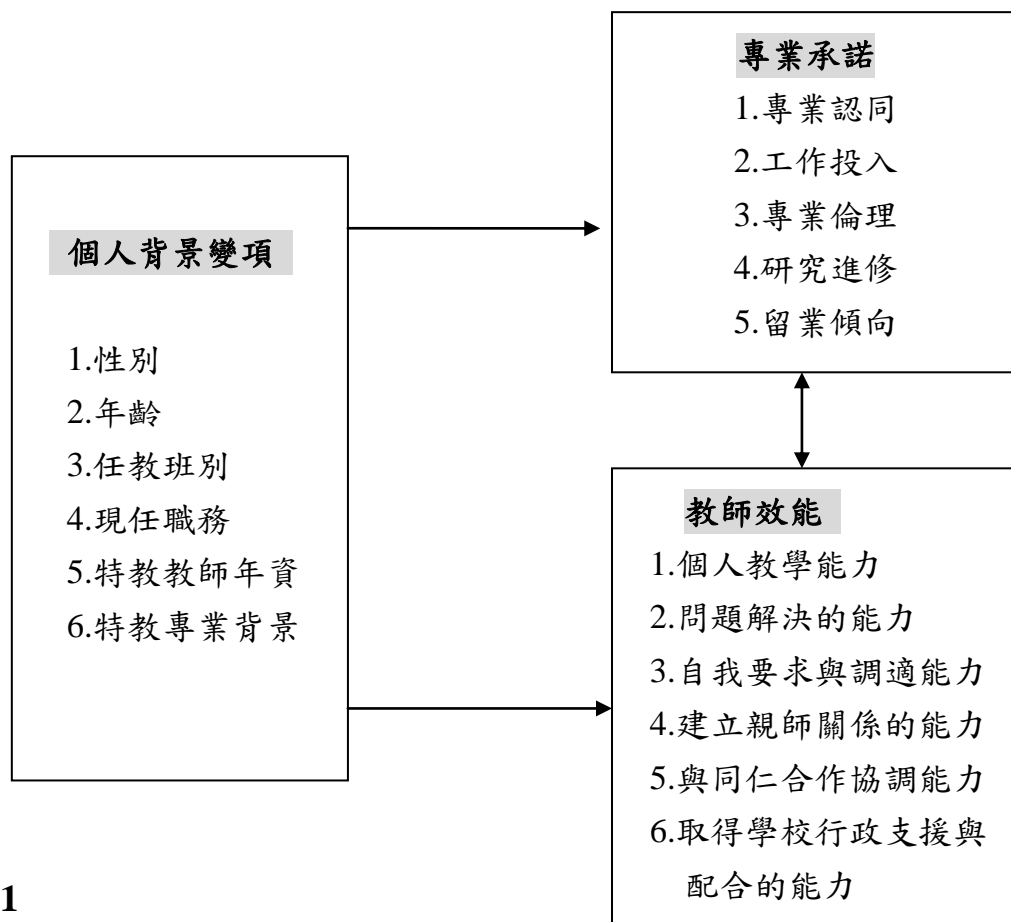 個人背景變項
1.性別
2.年齡
3.任教班別
4.現任職務
5.特教教師年資
6.特教專業背景
專業承諾
1.專業認同
2.工作投入
3.專業倫理
4.研究進修
5.留業傾向
教師效能
1.個人教學能力
2.問題解決的能力
3.自我要求與調適能力
4.建立親師關係的能力
5.與同仁合作協調能力
6.取得學校行政支援與
配合的能力
1